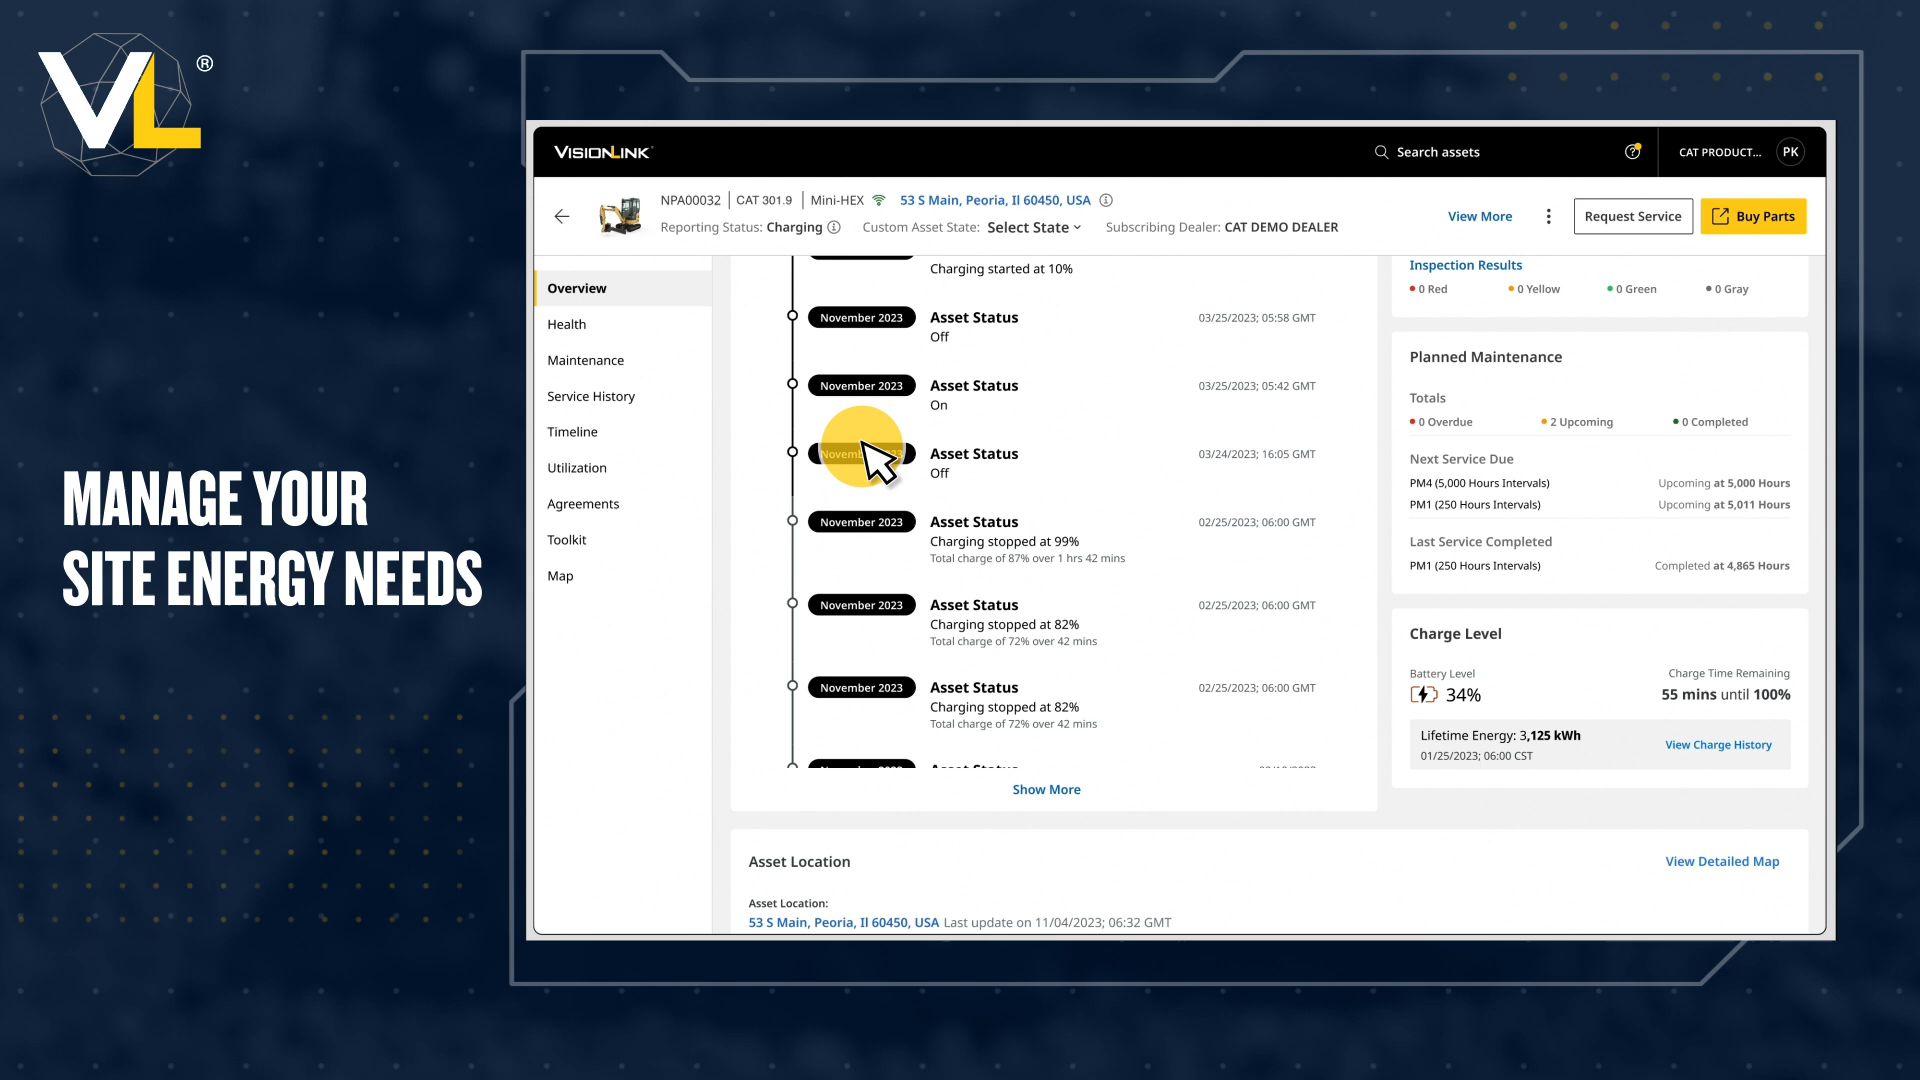 VL ®
MANAGE YOUR
SITE ENERGY NEEDS
VISIONLINK
Search assets
CAT PRODUCT...
PK
NPA00032 | CAT 301.9 | Mini-HEX
53 S Main, Peoria, Il 60450, USA
Reporting Status: Charging
Custom Asset State: Select State
Subscribing Dealer: CAT DEMO DEALER
View More
Request Service
Buy Parts
Overview
Health
Maintenance
Service History
Timeline
Utilization
Agreements
Toolkit
Map
Charging started at 10%
November 2023
Asset Status
03/25/2023; 05:58 GMT
Off
November 2023
Asset Status
03/25/2023; 05:42 GMT
On
November 2023
Asset Status
03/24/2023; 16:05 GMT
Off
November 2023
Asset Status
02/25/2023; 06:00 GMT
Charging stopped at 99%
Total charge of 87% over 1 hrs 42 mins
November 2023
Asset Status
02/25/2023; 06:00 GMT
Charging stopped at 82%
Total charge of 72% over 42 mins
November 2023
Asset Status
02/25/2023; 06:00 GMT
Charging stopped at 82%
Total charge of 72% over 42 mins
November 2023
Asset Status
Show More
Inspection Results
0 Red
0 Yellow
0 Green
0 Gray
Planned Maintenance
Totals
0 Overdue
2 Upcoming
0 Completed
Next Service Due
PM4 (5,000 Hours Intervals)
Upcoming at 5,000 Hours
PM1 (250 Hours Intervals)
Upcoming at 5,011 Hours
Last Service Completed
PM1 (250 Hours Intervals)
Completed at 4,865 Hours
Charge Level
Battery Level
34%
Charge Time Remaining
55 mins until 100%
Lifetime Energy: 3,125 kWh
01/25/2023; 06:00 CST
View Charge History
Asset Location
View Detailed Map
Asset Location:
53 S Main, Peoria, Il 60450, USA Last update on 11/04/2023; 06:32 GMT